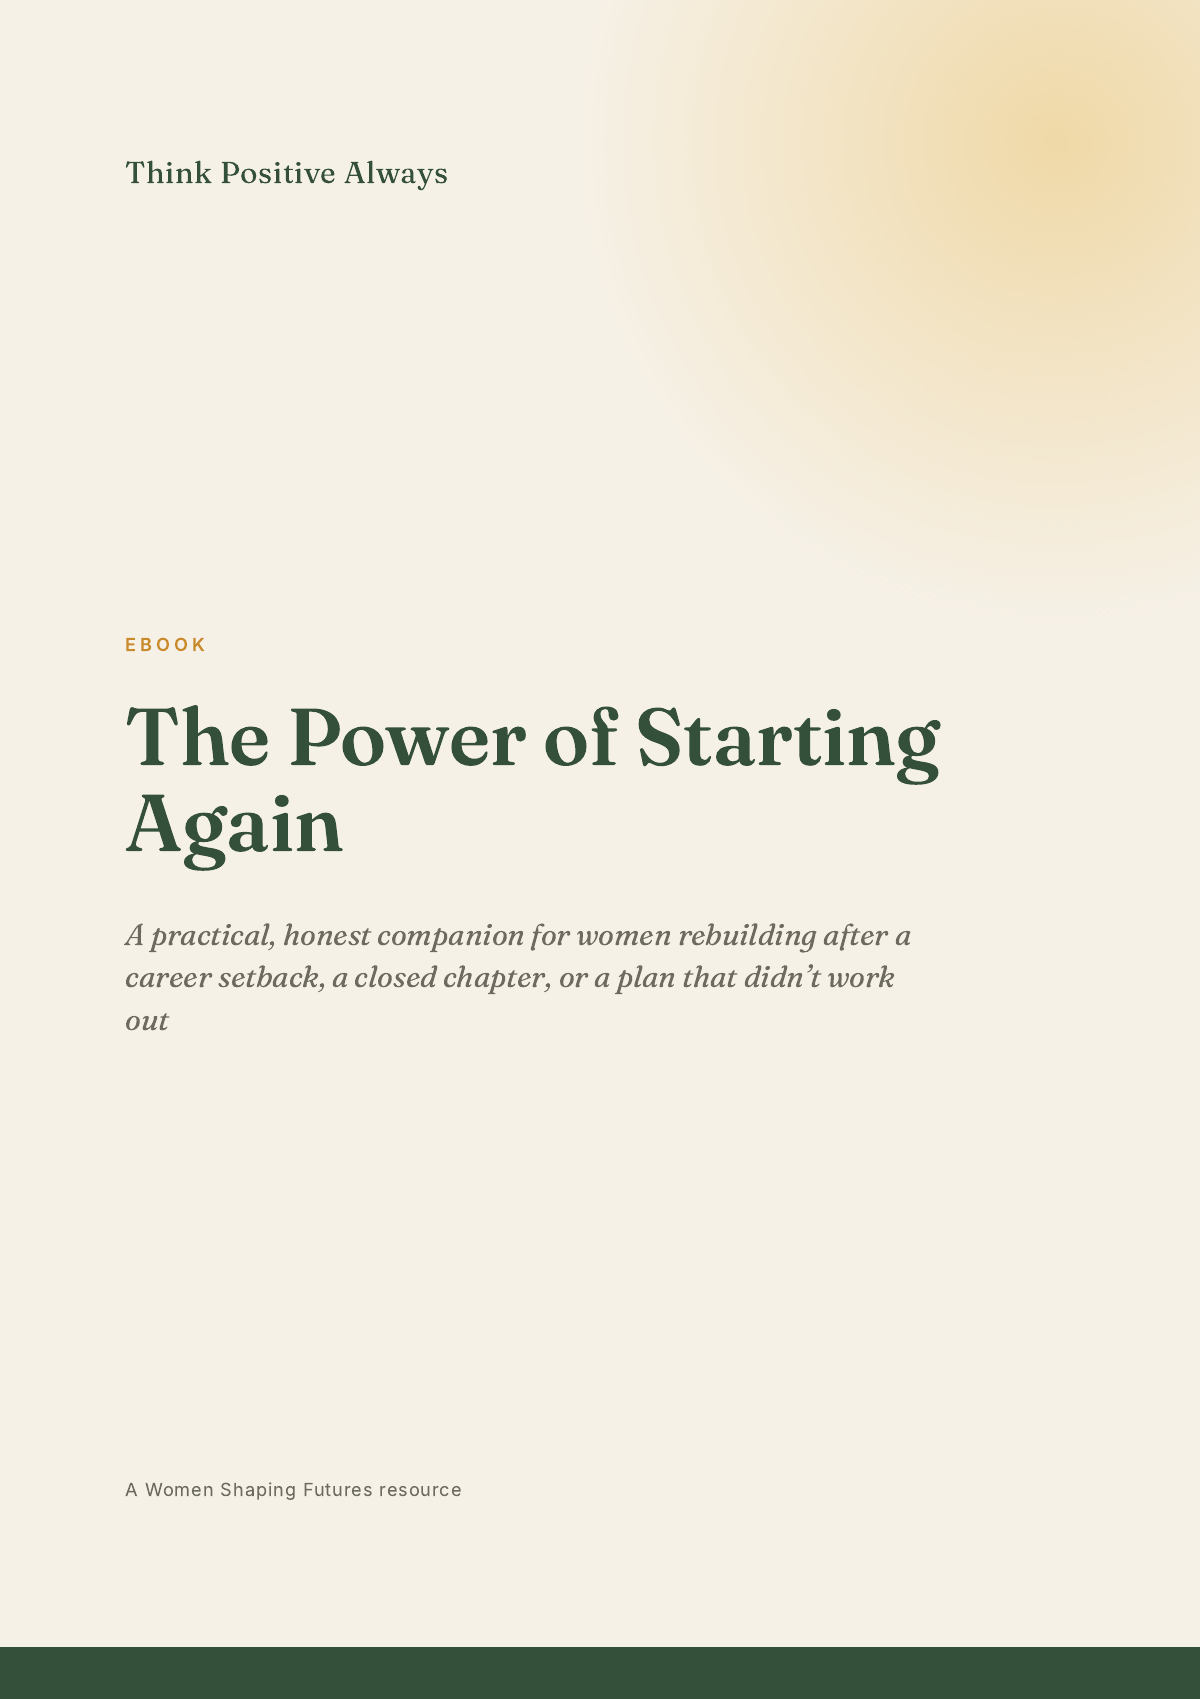 Think Positive Always
EBOOK
The Power of Starting
Again
A practical, honest companion for women rebuilding after a
career setback, a closed chapter, or a plan that didn’t work
out
A Women Shaping Futures resource